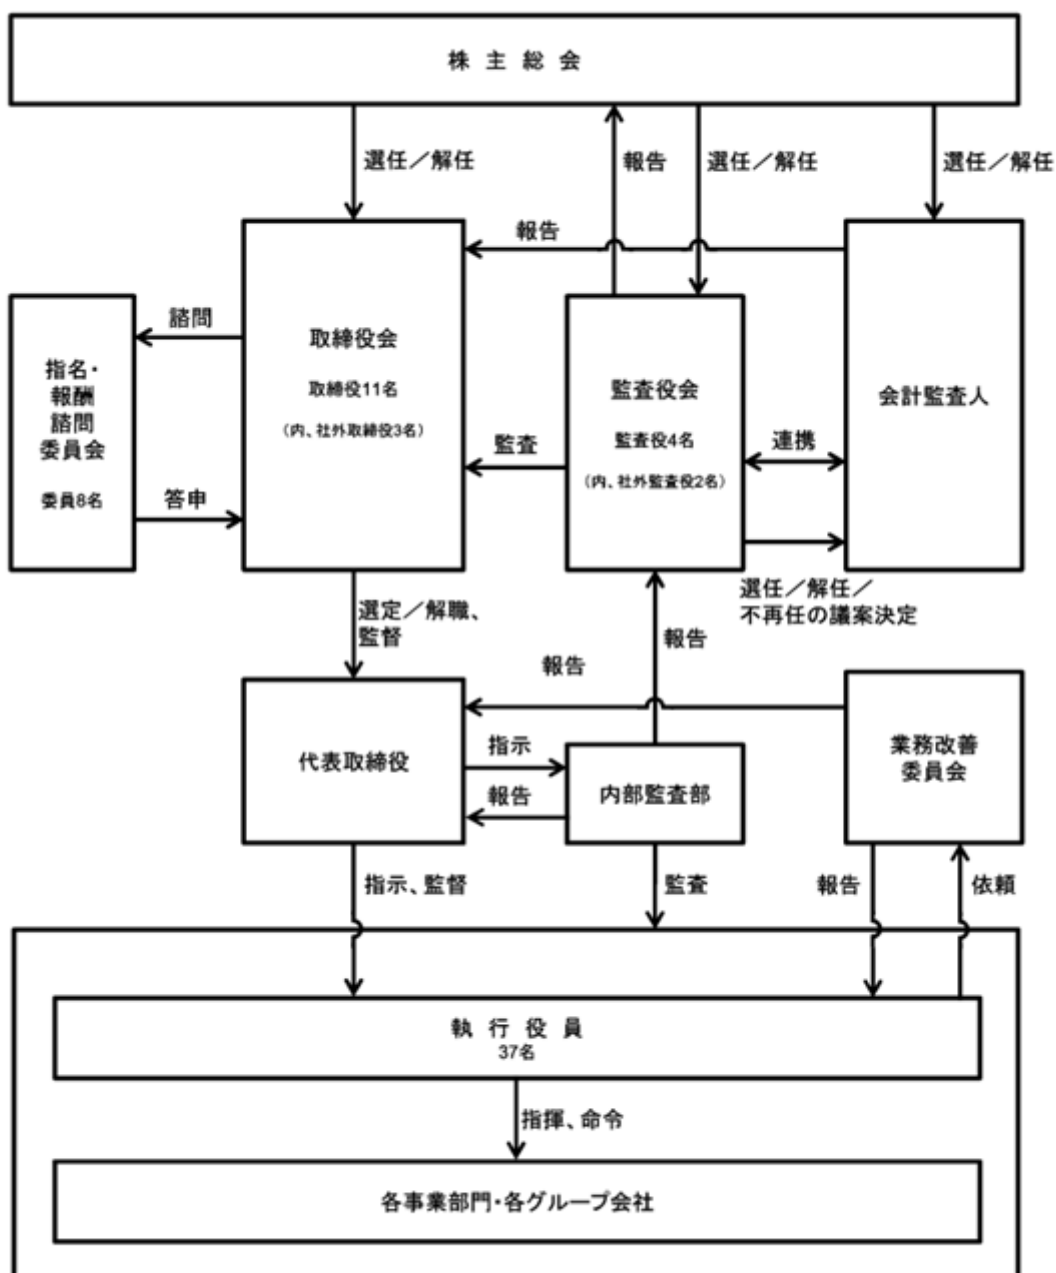 株 主 総 会
選任／解任
報告
選任／解任
選任／解任
報告
諮問
取締役会
取締役11名
（内、社外取締役3名）
指名・
報酬
諮問
委員会
委員8名
答申
監査
監査役会
監査役4名
（内、社外監査役2名）
連携
会計監査人
選任／解任／
不再任の議案決定
選定／解職、
監督
報告
報告
代表取締役
指示
報告
内部監査部
業務改善
委員会
指示、監督
監査
報告
依頼
執 行 役 員
37名
指揮、命令
各事業部門・各グループ会社